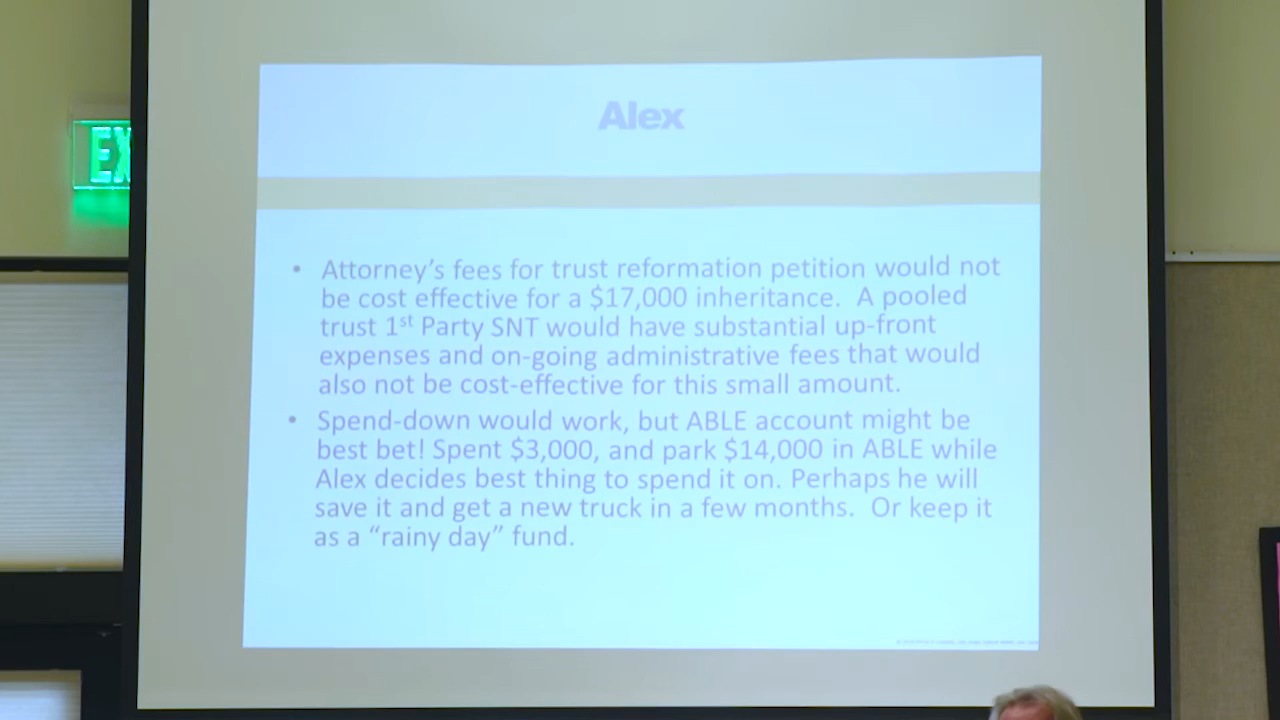 Alex
EX
• Attorney's fees for trust reformation petition would not
be cost effective for a $17,000 inheritance. A pooled
trust 1st Party SNT would have substantial up-front
expenses and on-going administrative fees that would
also not be cost-effective for this small amount.
• Spend-down would work, but ABLE account might be
best bet! Spent $3,000, and park $14,000 in ABLE while
Alex decides best thing to spend it on. Perhaps he will
save it and get a new truck in a few months. Or keep it
as a “rainy day” fund.